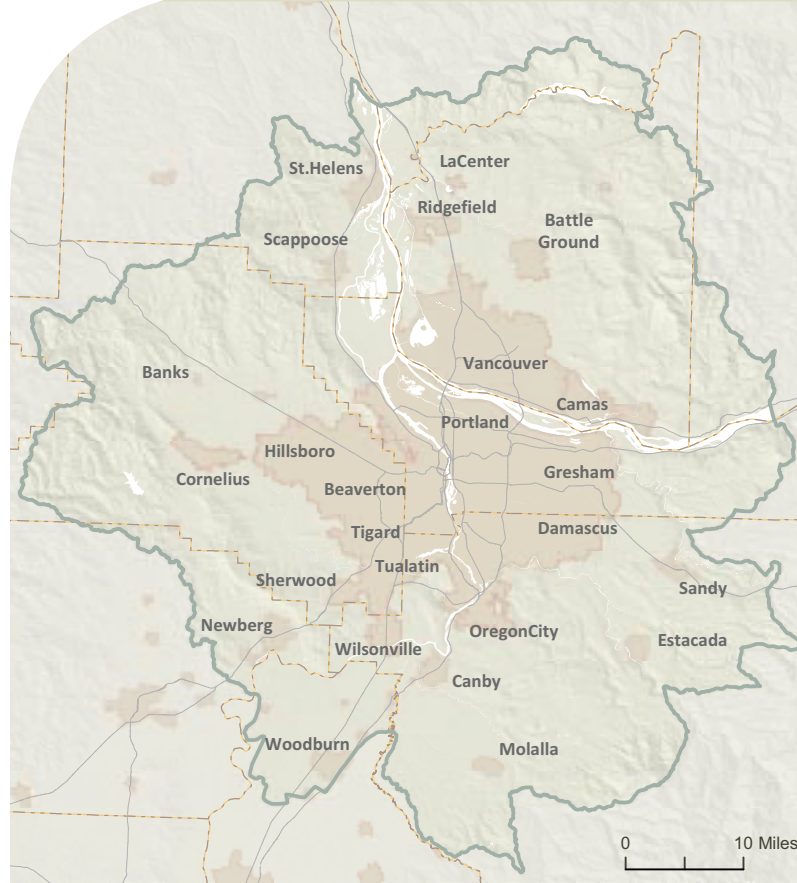 St.Helens
LaCenter
Ridgefield
Battle
Ground
Scappoose
Vancouver
Banks
Camas
Portland
Hillsboro
Cornelius
Beaverton
Gresham
Tigard
Damascus
Tualatin
Sherwood
Sandy
Newberg
OregonCity
Wilsonville
Estacada
Canby
Woodburn
Molalla
0 10 Miles